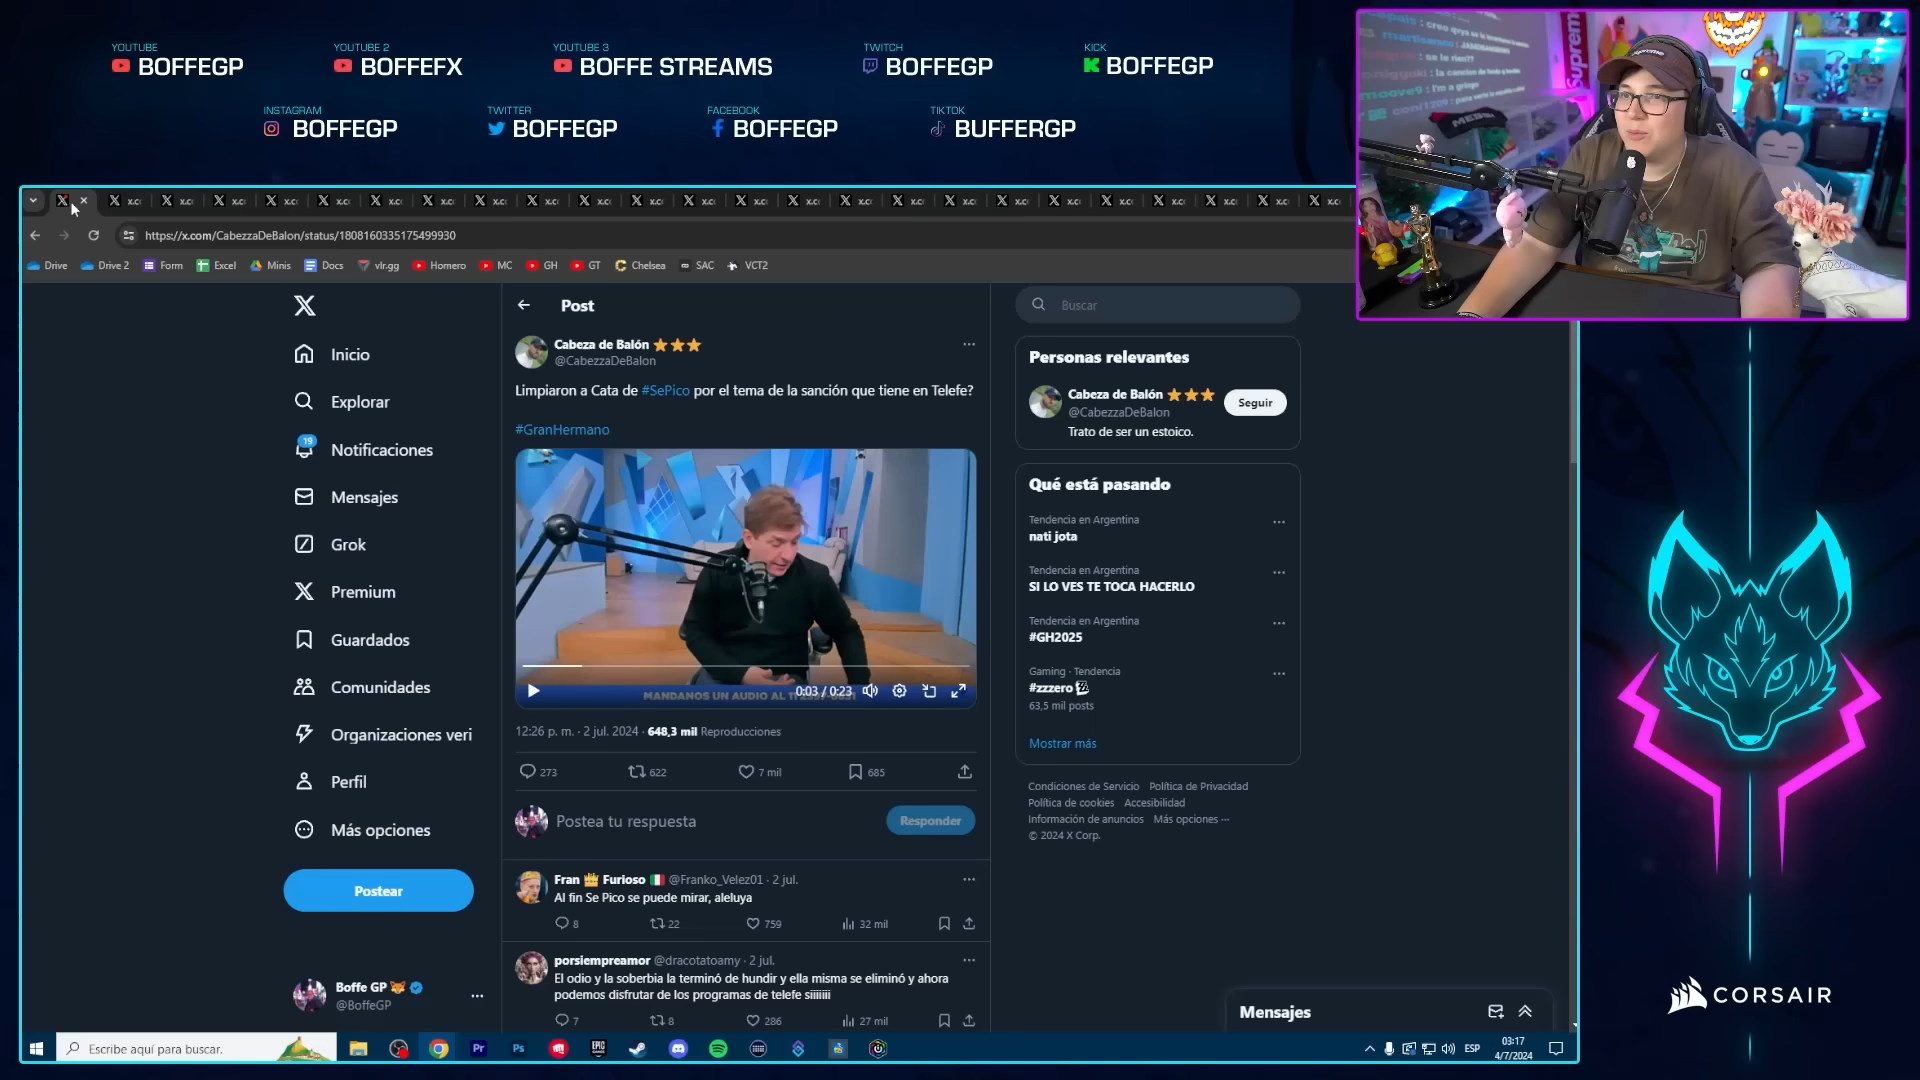 YOUTUBE
BOFFEGP
YOUTUBE 2
BOFFEFX
YOUTUBE 3
BOFFE STREAMS
TWITCH
BOFFEGP
KICK
BOFFEGP
INSTAGRAM
BOFFEGP
TWITTER
BOFFEGP
FACEBOOK
BOFFEGP
TIKTOK
BUFFERGP
https://x.com/CabezzaDeBalon/status/1808160335175499930
Drive Drive 2 Form Excel Minis Docs vlr.gg Homero MC GH GT Chelsea SAC VCT2
Inicio
Explorar
19
Notificaciones
Mensajes
Grok
Premium
Guardados
Comunidades
Organizaciones veri
Perfil
Más opciones
Postear
Boffe GP
@BoffeGP
Post
Cabeza de Balón
@CabezzaDeBalon
Limpiaron a Cata de #SePico por el tema de la sanción que tiene en Telefe?
#GranHermano
MANDANOS UN AUDIO AL
0:03 / 0:23
12:26 p. m. · 2 jul. 2024 · 648,3 mil Reproducciones
273 622 7 mil 685
Postea tu respuesta
Responder
Fran Furioso @Franko_Velez01 · 2 jul.
Al fin Se Pico se puede mirar, aleluya
8 22 759 32 mil
porsiempreamor @dracotatoamy · 2 jul.
El odio y la soberbia la terminó de hundir y ella misma se eliminó y ahora
podemos disfrutar de los programas de telefe siiiiiii
7 8 286 27 mil
Buscar
Personas relevantes
Cabeza de Balón
@CabezzaDeBalon
Seguir
Trato de ser un estoico.
Qué está pasando
Tendencia en Argentina
nati jota
Tendencia en Argentina
SI LO VES TE TOCA HACERLO
Tendencia en Argentina
#GH2025
Gaming · Tendencia
#zzzero
63,5 mil posts
Mostrar más
Condiciones de Servicio Política de Privacidad
Política de cookies Accesibilidad
Información de anuncios Más opciones ···
© 2024 X Corp.
Mensajes
Escribe aquí para buscar.
Pr
Ps
ESP
03:17
4/7/2024
CORSAIR